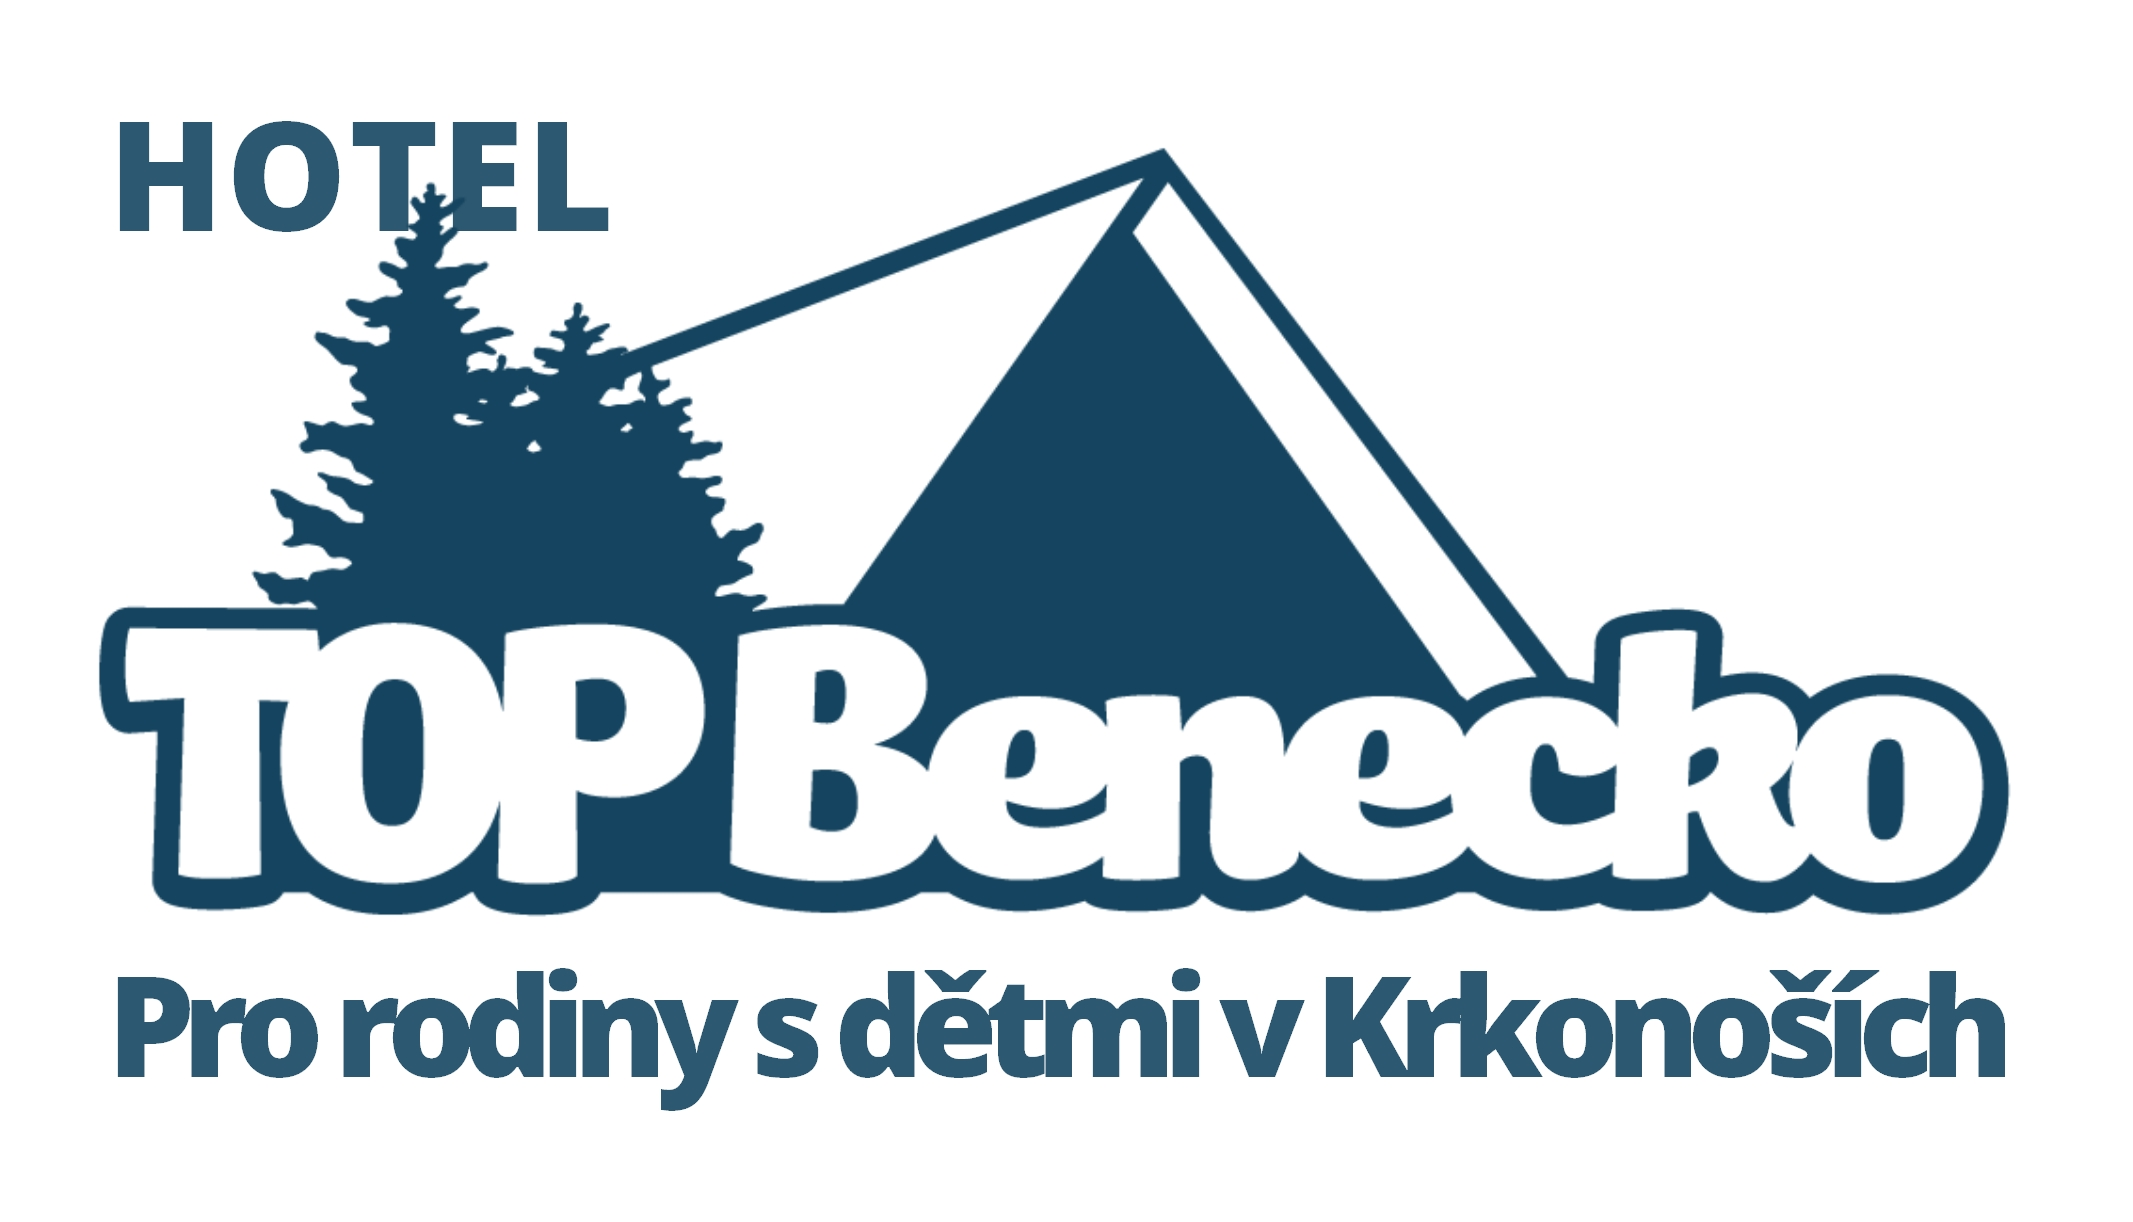 HOTEL
TOP Benecko
Pro rodiny s dětmi v Krkonoších